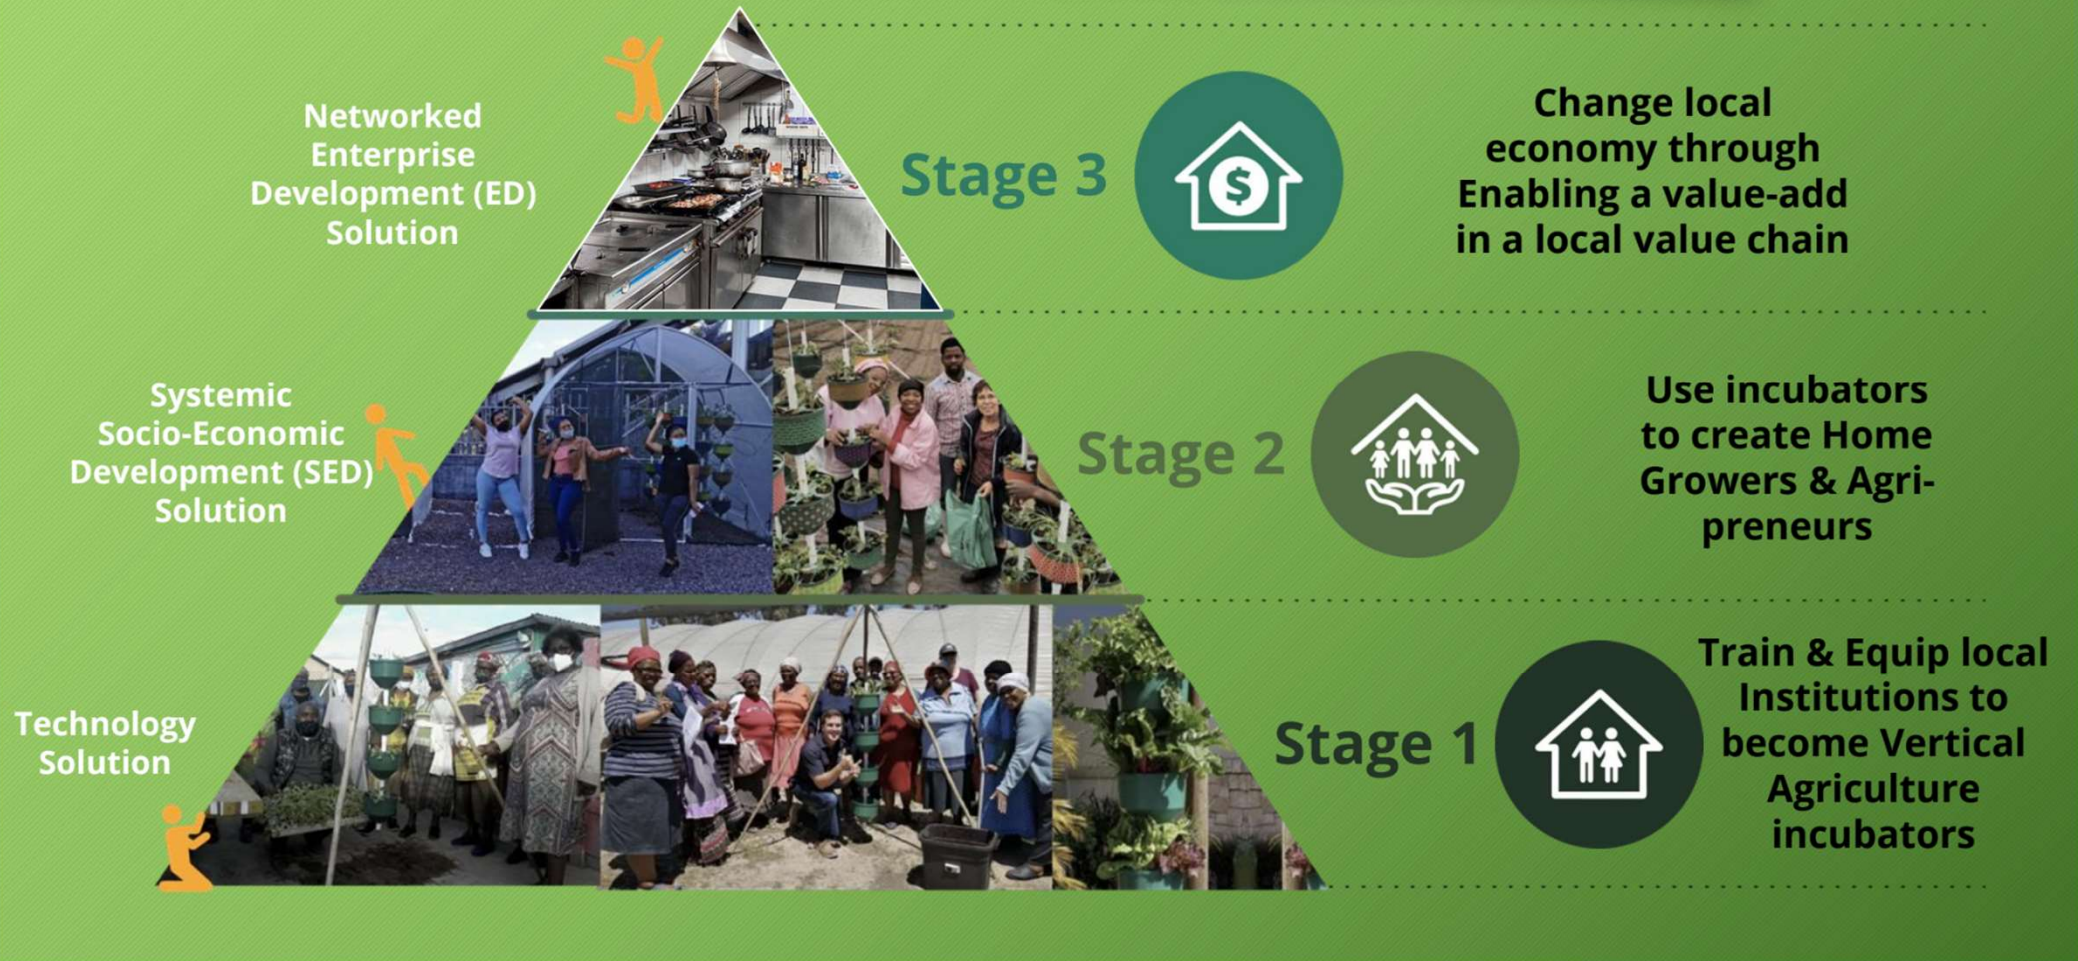 Networked
Enterprise
Development (ED)
Solution
Stage 3
Change local
economy through
Enabling a value-add
in a local value chain
Systemic
Socio-Economic
Development (SED)
Solution
Stage 2
Use incubators
to create Home
Growers & Agri-
preneurs
Technology
Solution
Stage 1
Train & Equip local
Institutions to
become Vertical
Agriculture
incubators